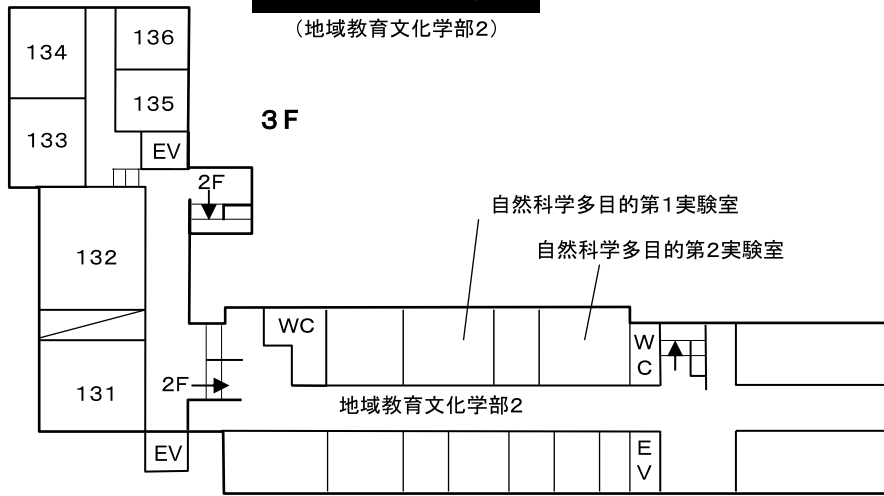 （地域教育文化学部2）
134
136
135
3F
133
EV
2F
自然科学多目的第1実験室
自然科学多目的第2実験室
132
WC
WC
131
2F
地域教育文化学部2
EV
EV